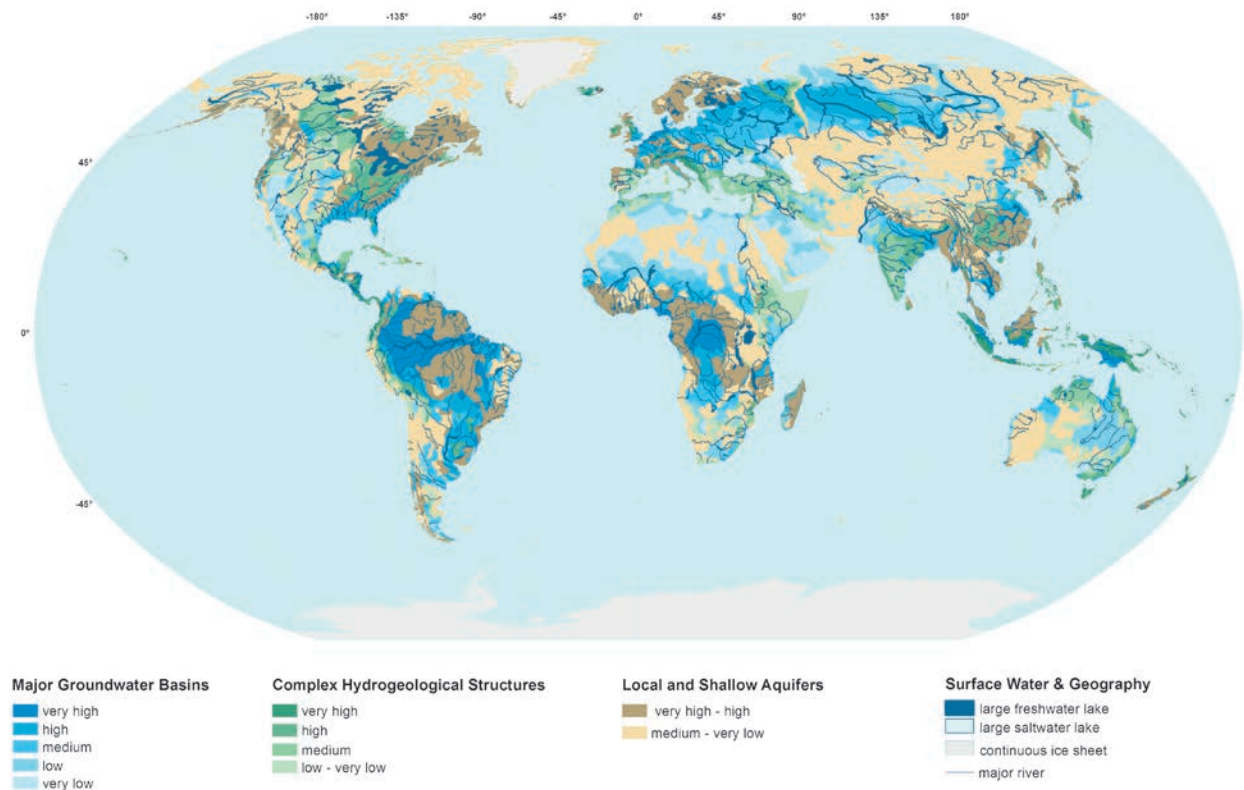 -180° -135° -90° -45° 0° 45° 90° 135° 180°
45°
0°
-45°
Major Groundwater Basins
very high
high
medium
low
very low
Complex Hydrogeological Structures
very high
high
medium
low - very low
Local and Shallow Aquifers
very high - high
medium - very low
Surface Water & Geography
large freshwater lake
large saltwater lake
continuous ice sheet
major river